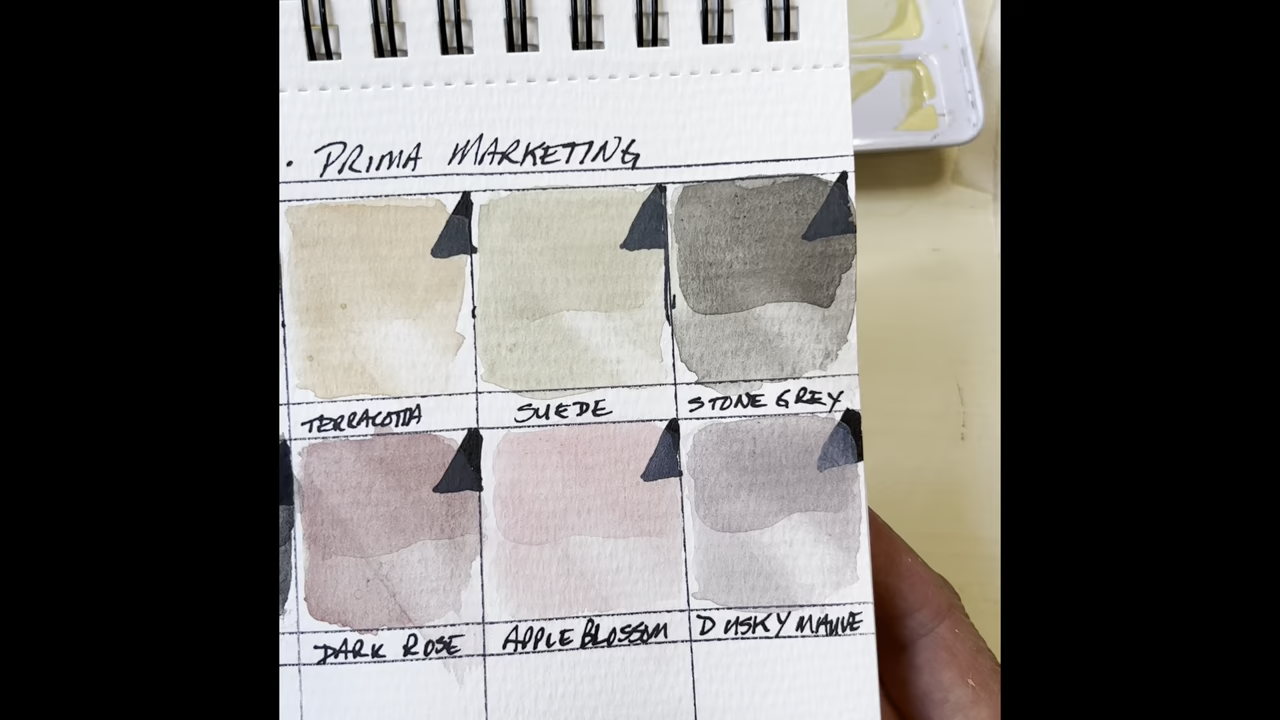 . PRIMA MARKETING
TERRACOTTA
SUEDE
STONE GREY
DARK ROSE
APPLE BLOSSOM
DUSKY MAUVE